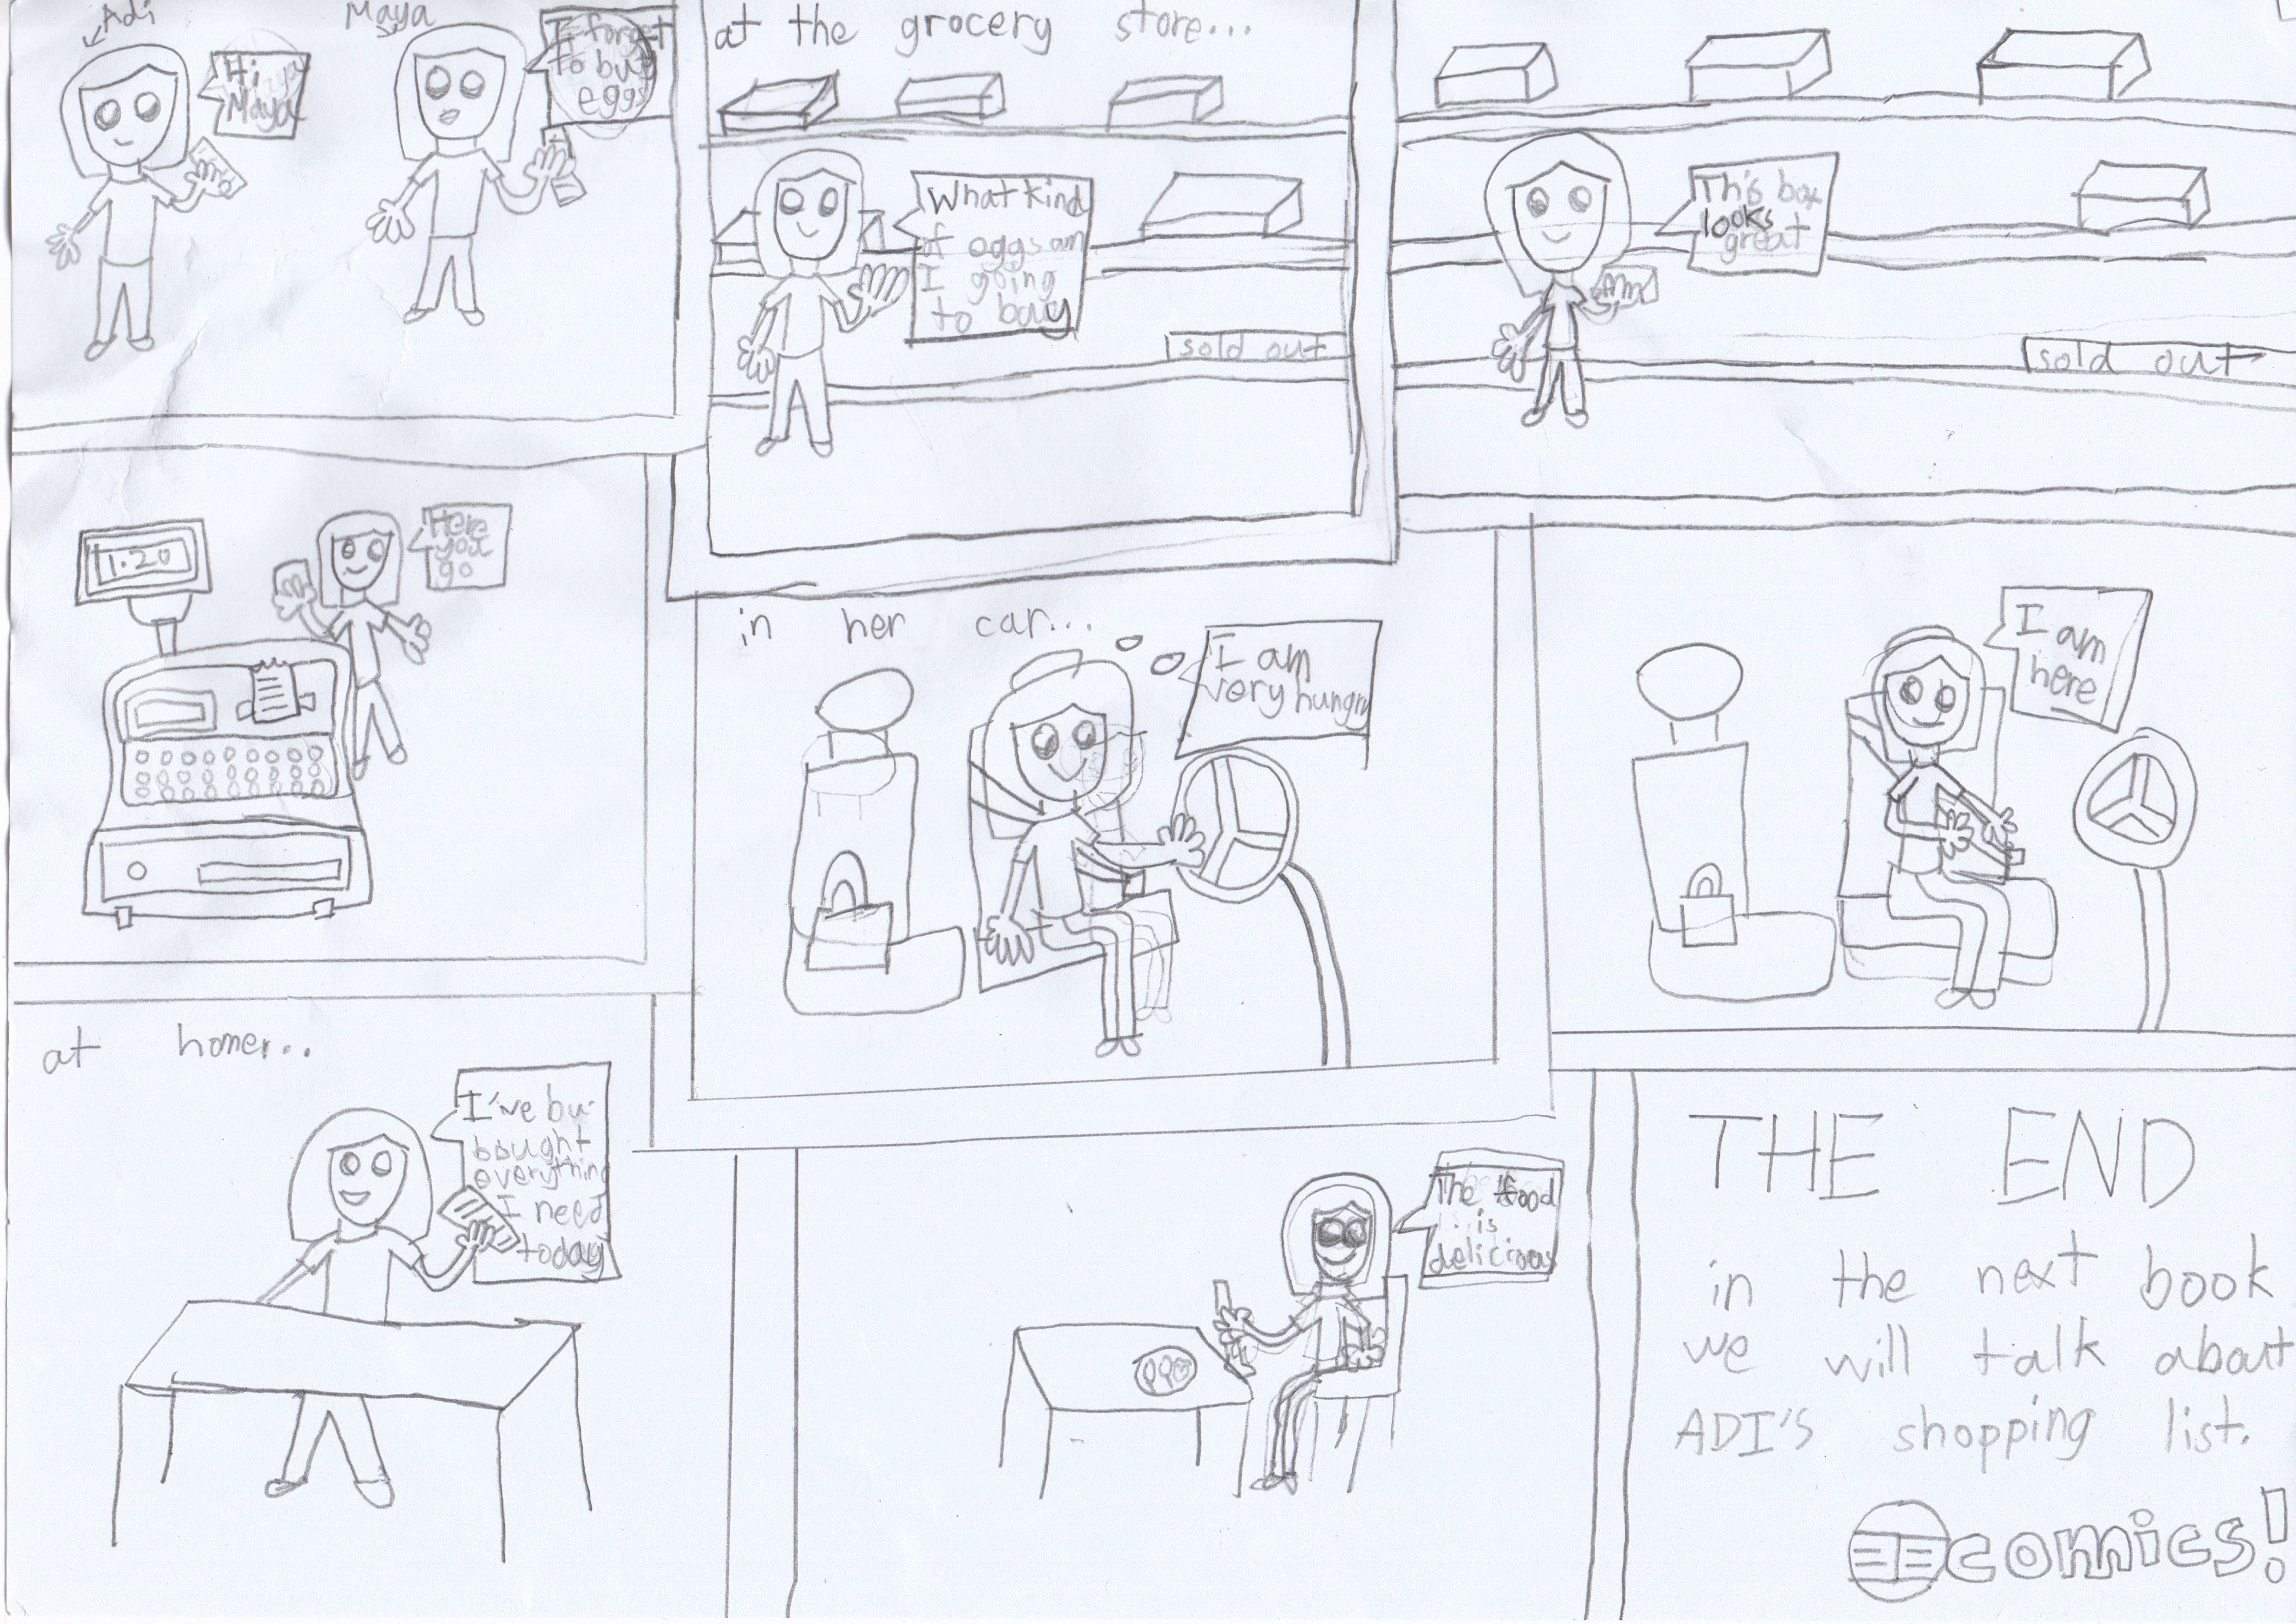 Adi
Hi
Maya
Maya
I forget
to buy
eggs
at the grocery store...
What kind
of eggs am
I going
to buy
sold out
This box
looks
great
sold out
1.20
Here
you
go
in her car...
I am
very hungry
I am
here
at home...
I've bu-
bought
everything
I need
today
The food
is
delicious
THE END
in the next book
we will talk about
ADI'S shopping list.
comics!